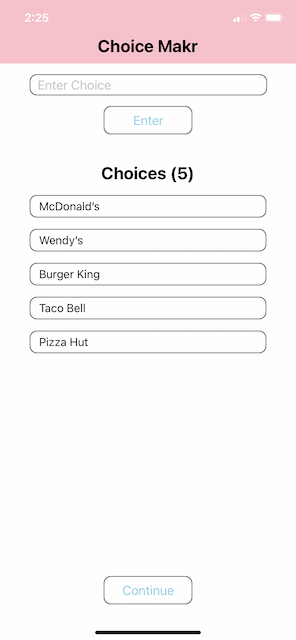 2:25
Choice Makr
Enter Choice
Enter
Choices (5)
McDonald's
Wendy's
Burger King
Taco Bell
Pizza Hut
Continue